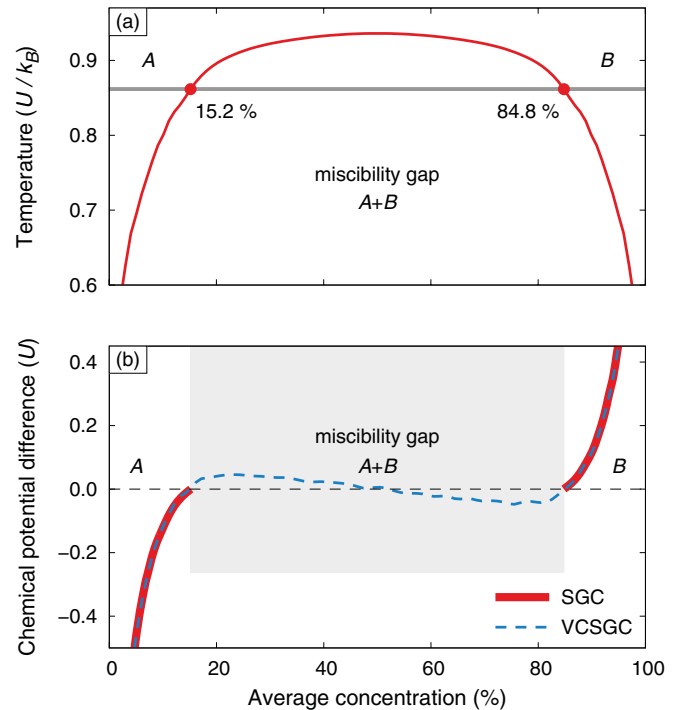 (a)
Temperature (U / kB)
0.9
0.8
0.7
0.6
A
B
15.2 %
84.8 %
miscibility gap
A+B
(b)
Chemical potential difference (U)
0.4
0.2
0.0
−0.2
−0.4
miscibility gap
A
A+B
B
SGC
VCSGC
0
20
40
60
80
100
Average concentration (%)